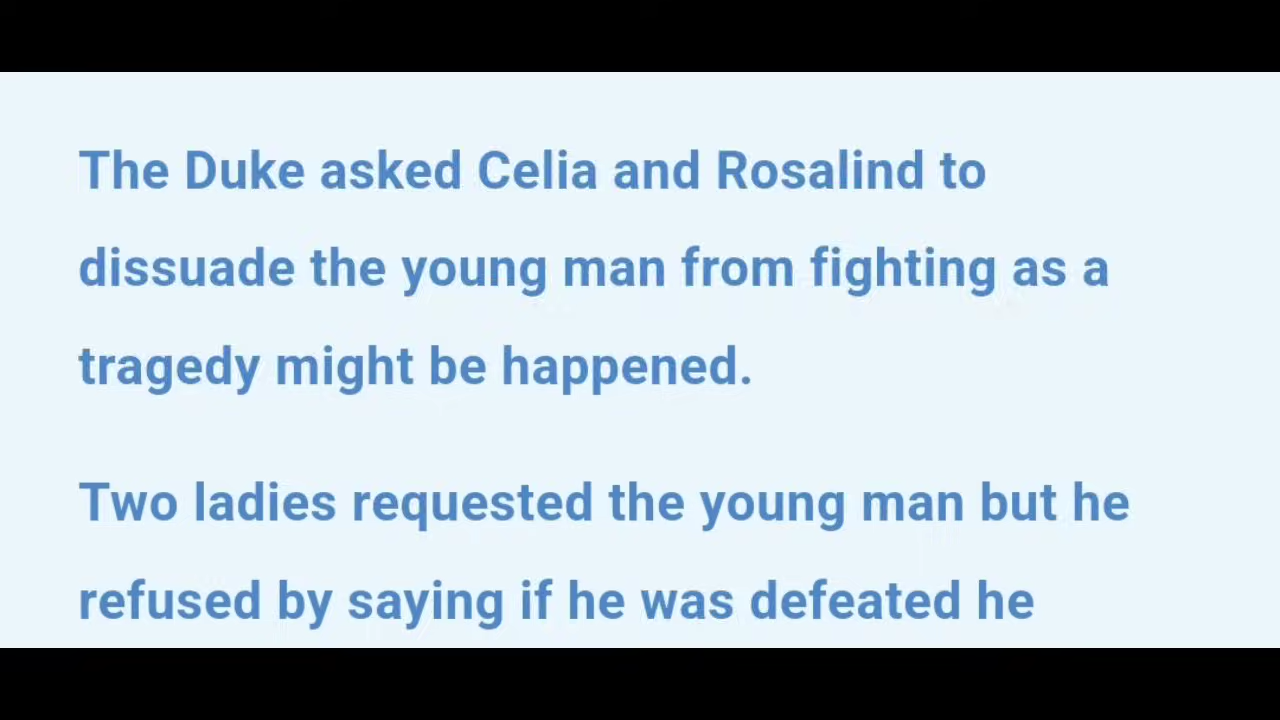 The Duke asked Celia and Rosalind to
dissuade the young man from fighting as a
tragedy might be happened.
Two ladies requested the young man but he
refused by saying if he was defeated he